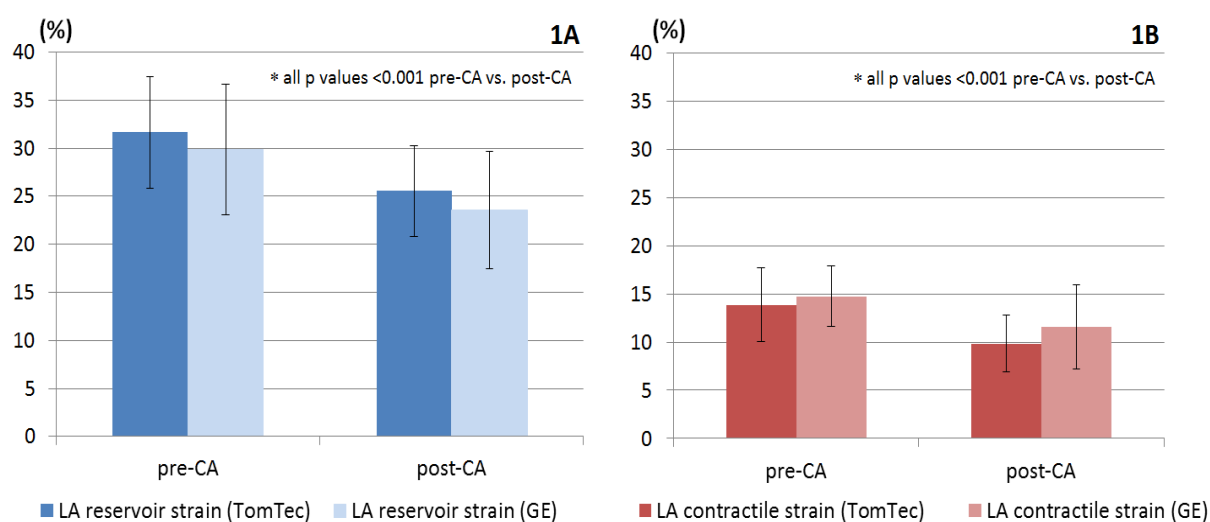 (%)
1A
40
35
30
25
20
15
10
5
0
* all p values <0.001 pre-CA vs. post-CA
pre-CA
post-CA
LA reservoir strain (TomTec)
LA reservoir strain (GE)
(%)
1B
40
35
30
25
20
15
10
5
0
* all p values <0.001 pre-CA vs. post-CA
pre-CA
post-CA
LA contractile strain (TomTec)
LA contractile strain (GE)